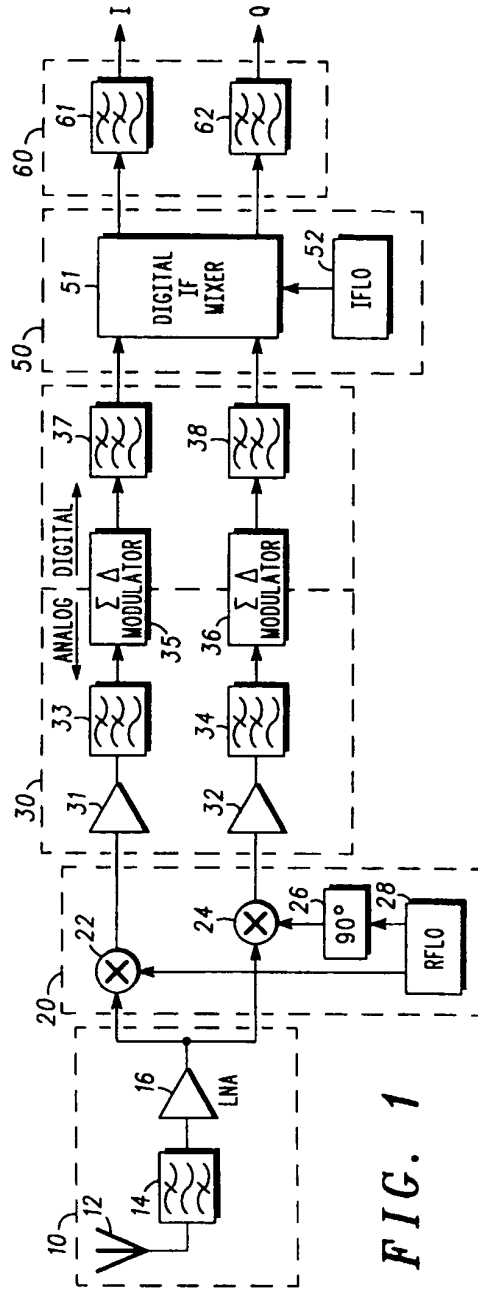 10
12
14
16
LNA
20
22
24
26
90°
28
RFLO
30
31
32
33
34
ANALOG
DIGITAL
Σ Δ
MODULATOR
35
Σ Δ
MODULATOR
36
37
38
50
51
DIGITAL
IF
MIXER
52
IFLO
60
61
62
I
Q
FIG. 1